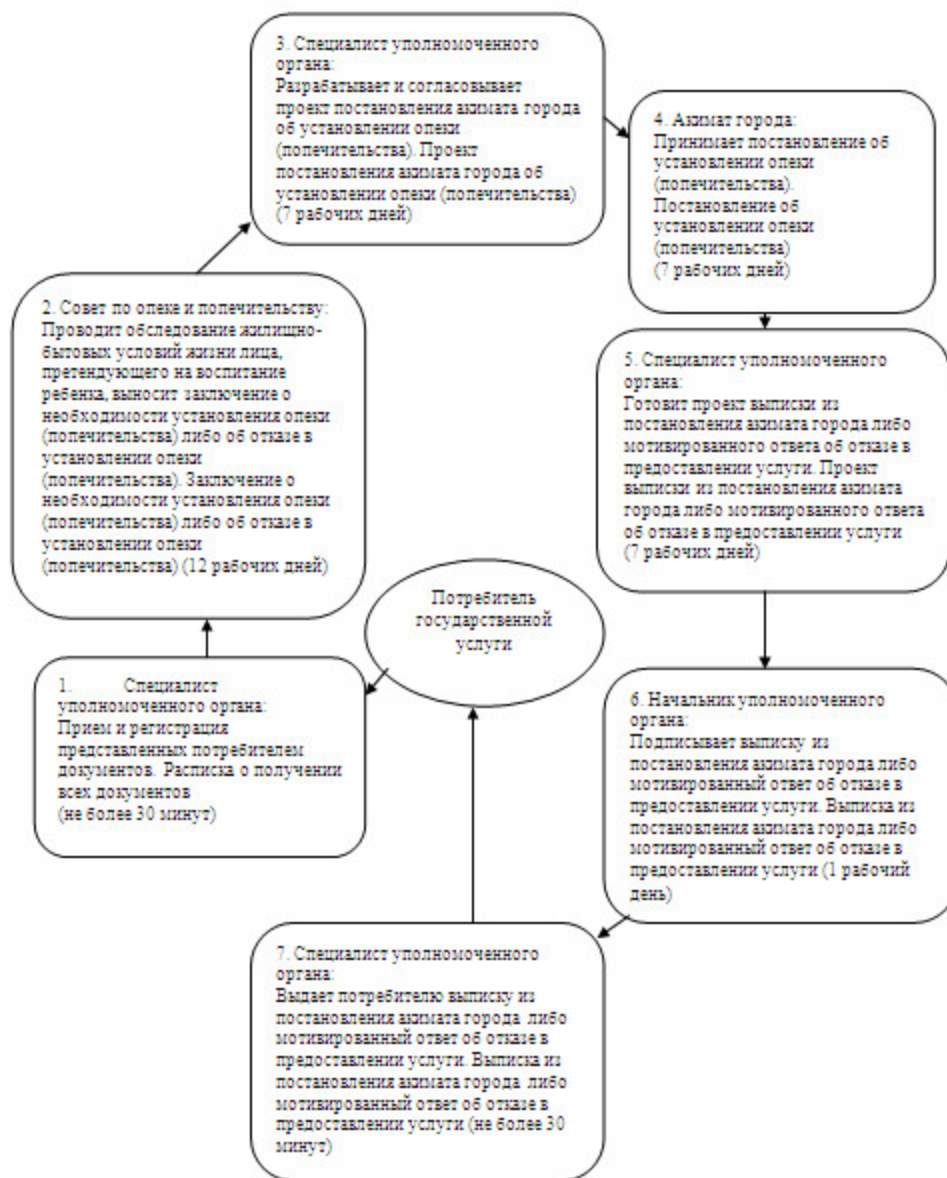 3. Специалист уполномоченного
органа:
Разрабатывает и согласовывает
проект постановления акимата города
об установлении опеки
(попечительства). Проект
постановления акимата города об
установлении опеки (попечительства)
(7 рабочих дней)
4. Акимат города:
Принимает постановление об
установлении опеки
(попечительства).
Постановление об
установлении опеки
(попечительства)
(7 рабочих дней)
2. Совет по опеке и попечительству:
Проводит обследование жилищно-
бытовых условий жизни лица,
претендующего на воспитание
ребенка, выносит заключение о
необходимости установления опеки
(попечительства) либо об отказе в
установлении опеки
(попечительства). Заключение о
необходимости установления опеки
(попечительства) либо об отказе в
установлении опеки
(попечительства) (12 рабочих дней)
5. Специалист уполномоченного
органа:
Готовит проект выписки из
постановления акимата города либо
мотивированного ответа об отказе в
предоставлении услуги. Проект
выписки из постановления акимата
города либо мотивированного ответа
об отказе в предоставлении услуги
(7 рабочих дней)
Потребитель
государственной
услуги
1. Специалист
уполномоченного органа:
Прием и регистрация
представленных потребителем
документов. Расписка о получении
всех документов
(не более 30 минут)
6. Начальник уполномоченного
органа:
Подписывает выписку из
постановления акимата города либо
мотивированный ответ об отказе в
предоставлении услуги. Выписка из
постановления акимата города либо
мотивированный ответ об отказе в
предоставлении услуги (1 рабочий
день)
7. Специалист уполномоченного
органа:
Выдает потребителю выписку из
постановления акимата города либо
мотивированный ответ об отказе в
предоставлении услуги. Выписка из
постановления акимата города либо
мотивированный ответ об отказе в
предоставлении услуги (не более 30
минут)